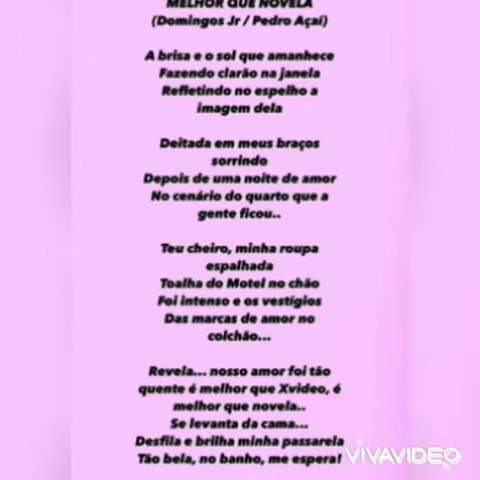 MELHOR QUE NOVELA
(Domingos Jr / Pedro Açaí)
A brisa e o sol que amanhece
Fazendo clarão na janela
Refletindo no espelho a
imagem dela
Deitada em meus braços
sorrindo
Depois de uma noite de amor
No cenário do quarto que a
gente ficou..
Teu cheiro, minha roupa
espalhada
Toalha do Motel no chão
Foi intenso e os vestígios
Das marcas de amor no
colchão...
Revela... nosso amor foi tão
quente é melhor que Xvideo, é
melhor que novela..
Se levanta da cama...
Desfila e brilha minha passarela
Tão bela, no banho, me espera!
VIVAVIDEO